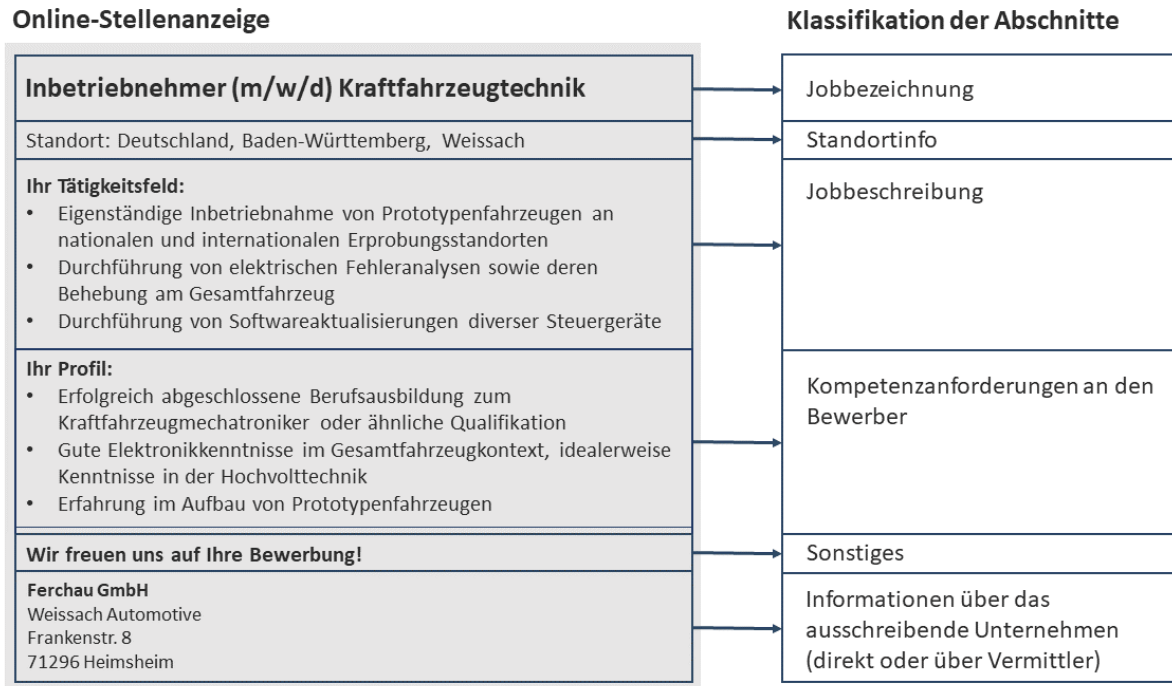 Online-Stellenanzeige
Klassifikation der Abschnitte
Inbetriebnehmer (m/w/d) Kraftfahrzeugtechnik
Jobbezeichnung
Standort: Deutschland, Baden-Württemberg, Weissach
Standortinfo
Ihr Tätigkeitsfeld:
• Eigenständige Inbetriebnahme von Prototypenfahrzeugen an
nationalen und internationalen Erprobungsstandorten
• Durchführung von elektrischen Fehleranalysen sowie deren
Behebung am Gesamtfahrzeug
• Durchführung von Softwareaktualisierungen diverser Steuergeräte
Jobbeschreibung
Ihr Profil:
• Erfolgreich abgeschlossene Berufsausbildung zum
Kraftfahrzeugmechatroniker oder ähnliche Qualifikation
• Gute Elektronikkenntnisse im Gesamtfahrzeugkontext, idealerweise
Kenntnisse in der Hochvolttechnik
• Erfahrung im Aufbau von Prototypenfahrzeugen
Kompetenzanforderungen an den
Bewerber
Wir freuen uns auf Ihre Bewerbung!
Sonstiges
Ferchau GmbH
Weissach Automotive
Frankenstr. 8
71296 Heimsheim
Informationen über das
ausschreibende Unternehmen
(direkt oder über Vermittler)